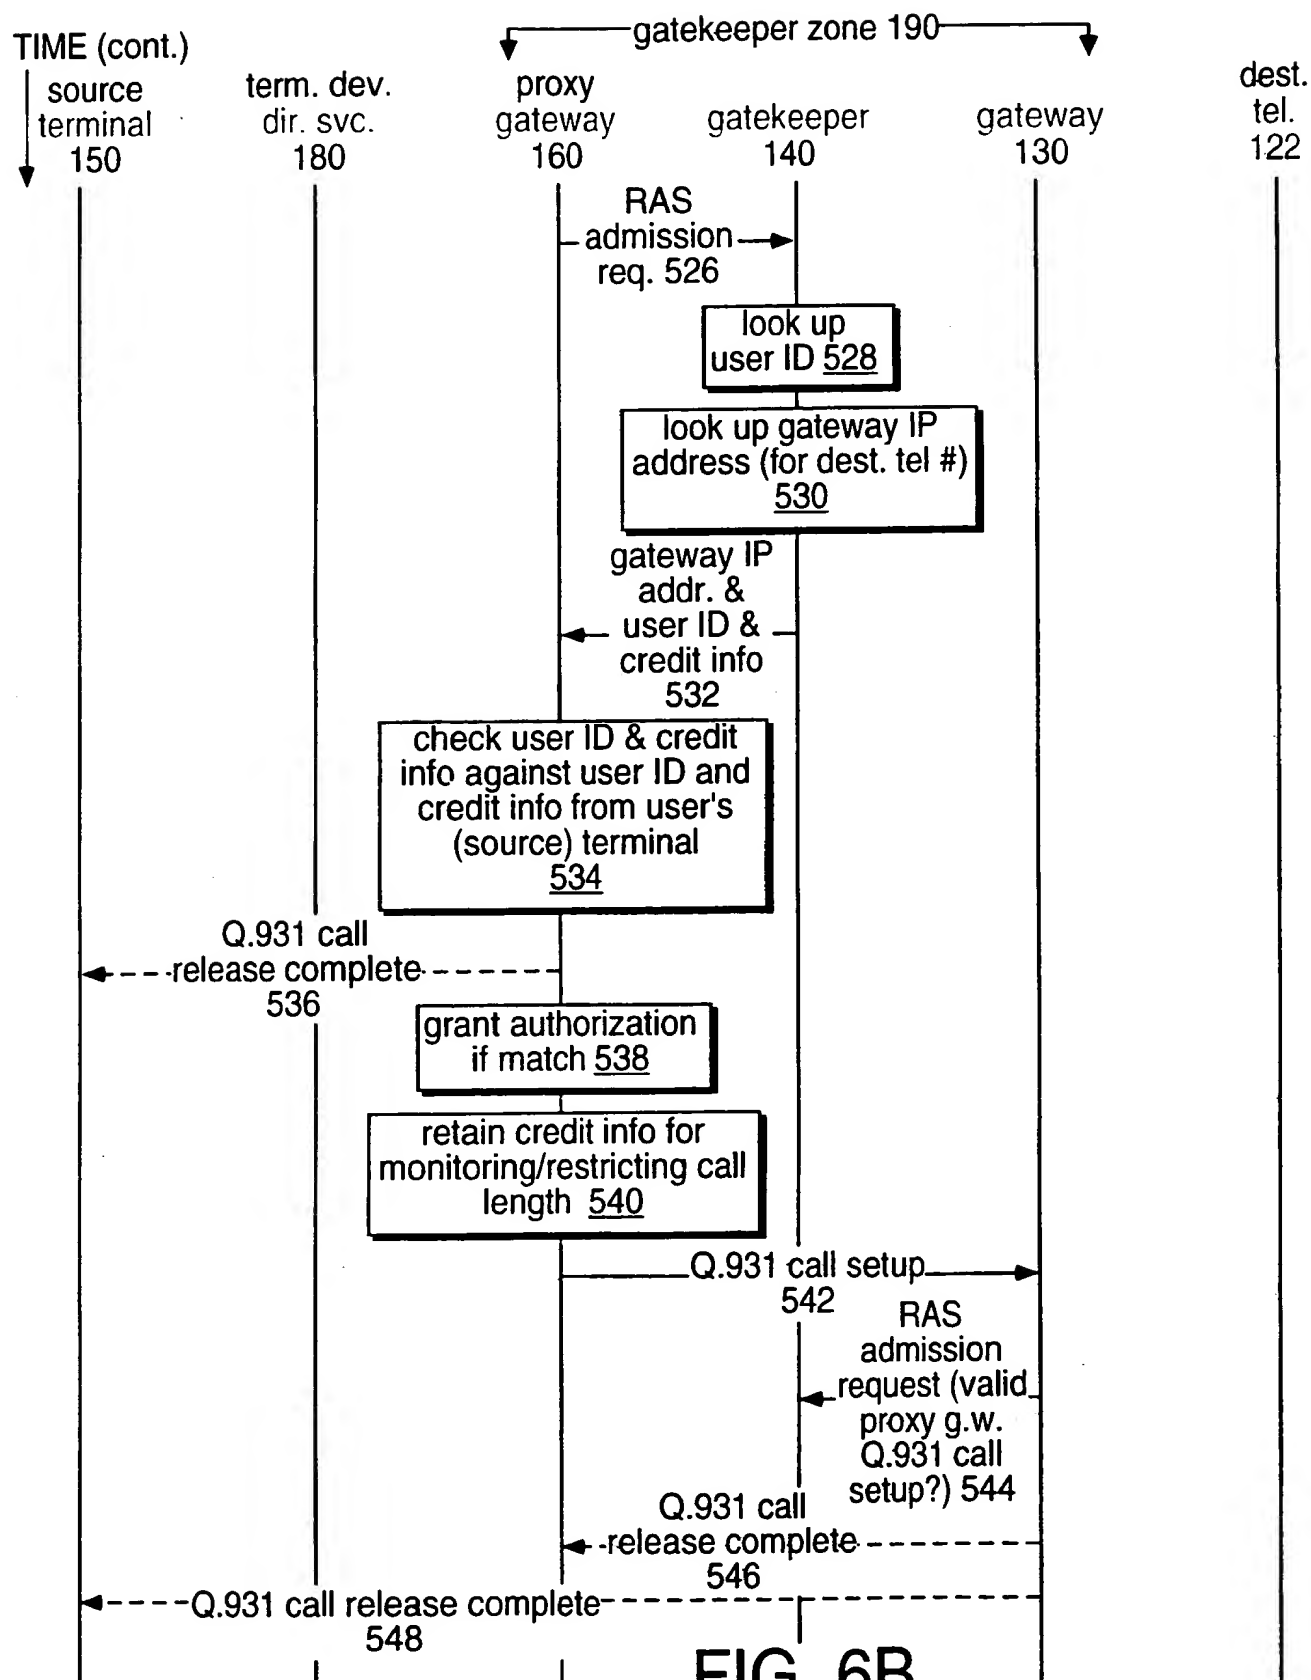 gatekeeper zone 190
TIME (cont.)
source
terminal
150
term. dev.
dir. svc.
180
proxy
gateway
160
gatekeeper
140
gateway
130
dest.
tel.
122
RAS
admission
req. 526
look up
user ID 528
look up gateway IP
address (for dest. tel #)
530
gateway IP
addr. &
user ID &
credit info
532
check user ID & credit
info against user ID and
credit info from user's
(source) terminal
534
Q.931 call
release complete
536
grant authorization
if match 538
retain credit info for
monitoring/restricting call
length 540
Q.931 call setup
542
RAS
admission
request (valid
proxy g.w.
Q.931 call
setup?) 544
Q.931 call
release complete
546
Q.931 call release complete
548
FIG. 6B